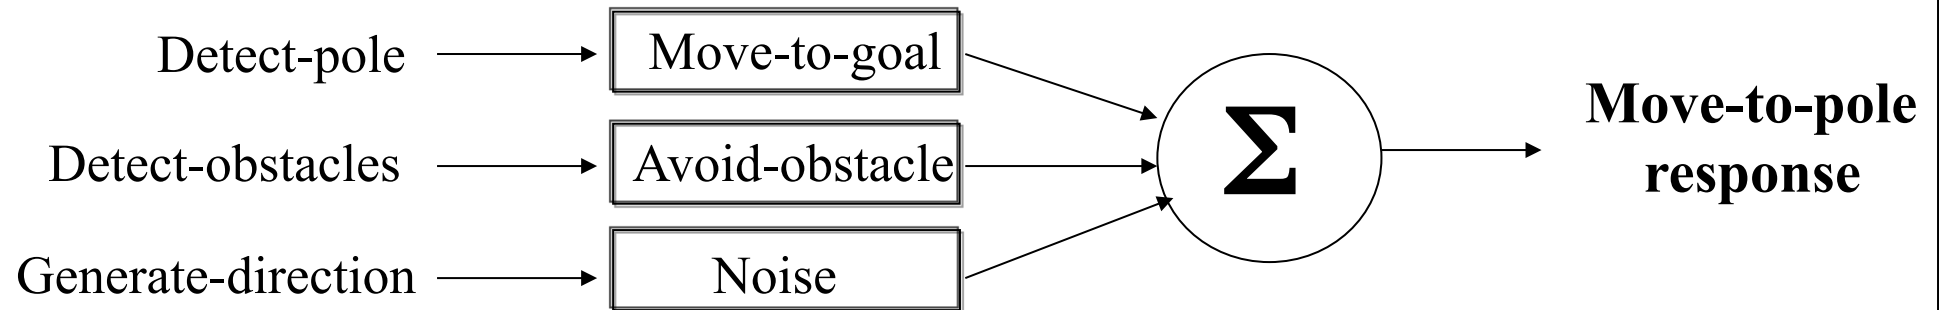 Detect-pole
Move-to-goal
Detect-obstacles
Avoid-obstacle
Generate-direction
Noise
Σ
Move-to-pole
response